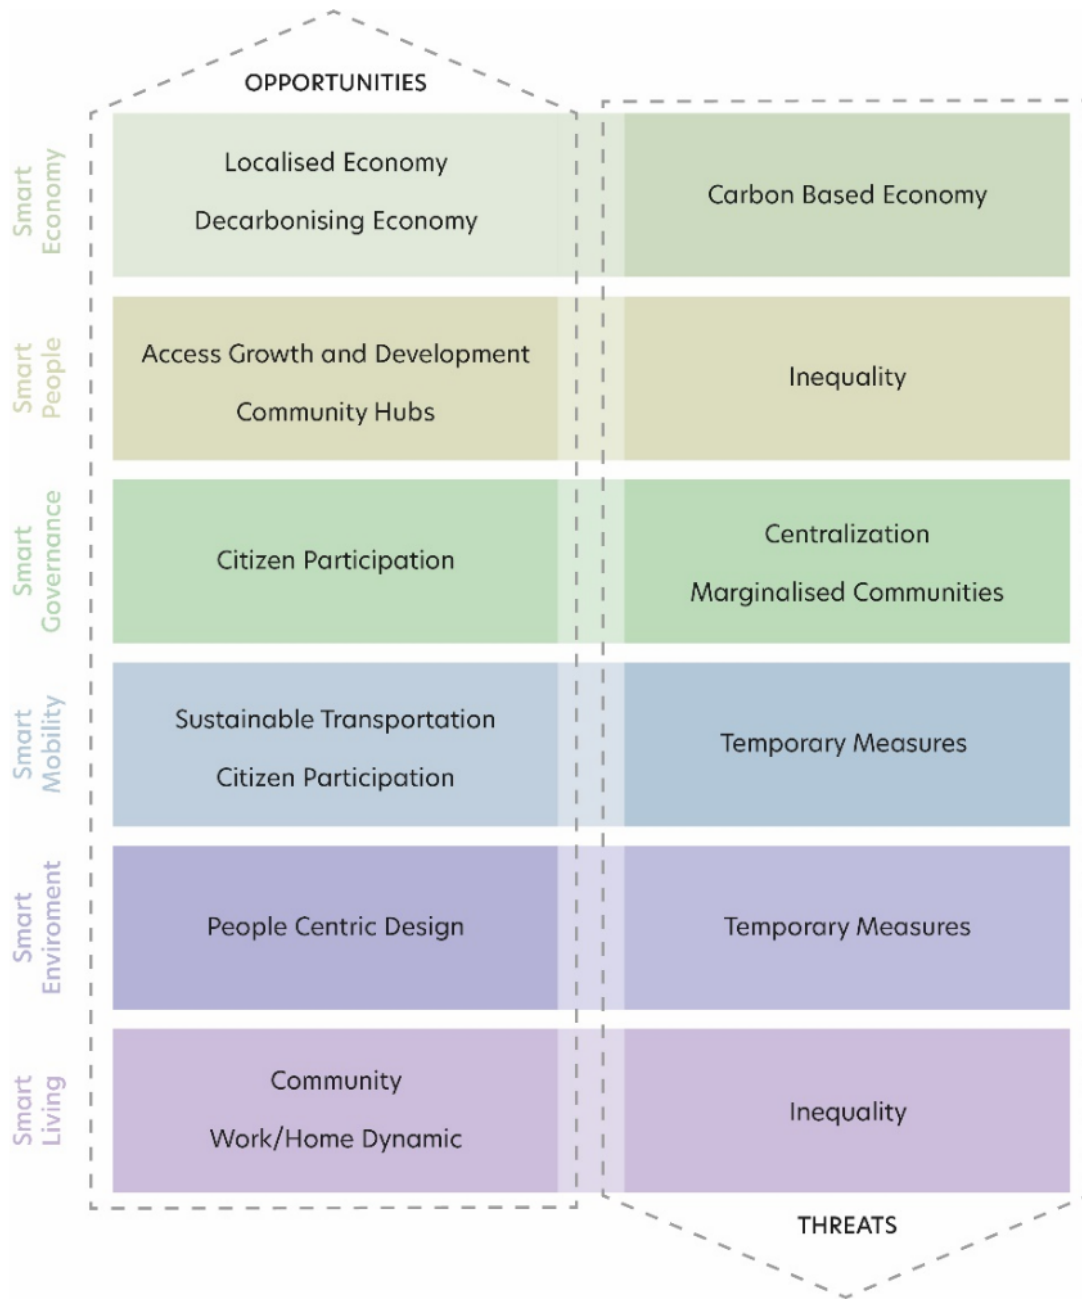 OPPORTUNITIES
Smart
Economy
Localised Economy
Decarbonising Economy
Carbon Based Economy
Smart
People
Access Growth and Development
Community Hubs
Inequality
Smart
Governance
Citizen Participation
Centralization
Marginalised Communities
Smart
Mobility
Sustainable Transportation
Citizen Participation
Temporary Measures
Smart
Enviroment
People Centric Design
Temporary Measures
Smart
Living
Community
Work/Home Dynamic
Inequality
THREATS